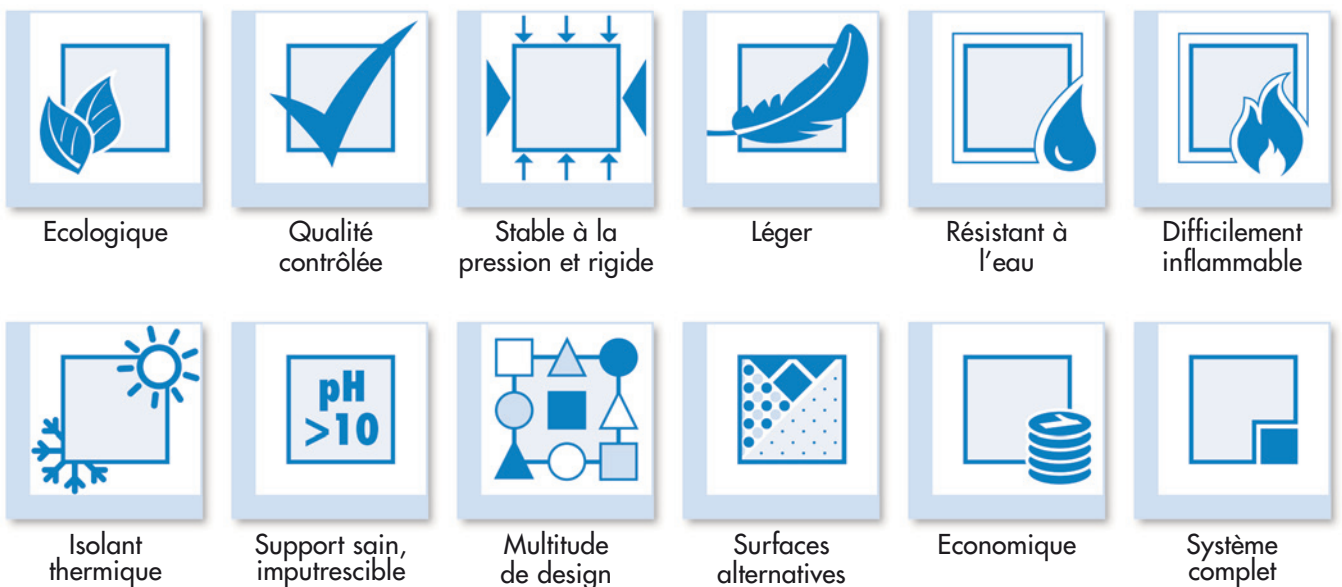 Ecologique
Qualité
contrôlée
Stable à la
pression et rigide
Léger
Résistant à
l'eau
Difficilement
inflammable
Isolant
thermique
pH
>10
Support sain,
imputrescible
Multitude
de design
Surfaces
alternatives
Economique
Système
complet